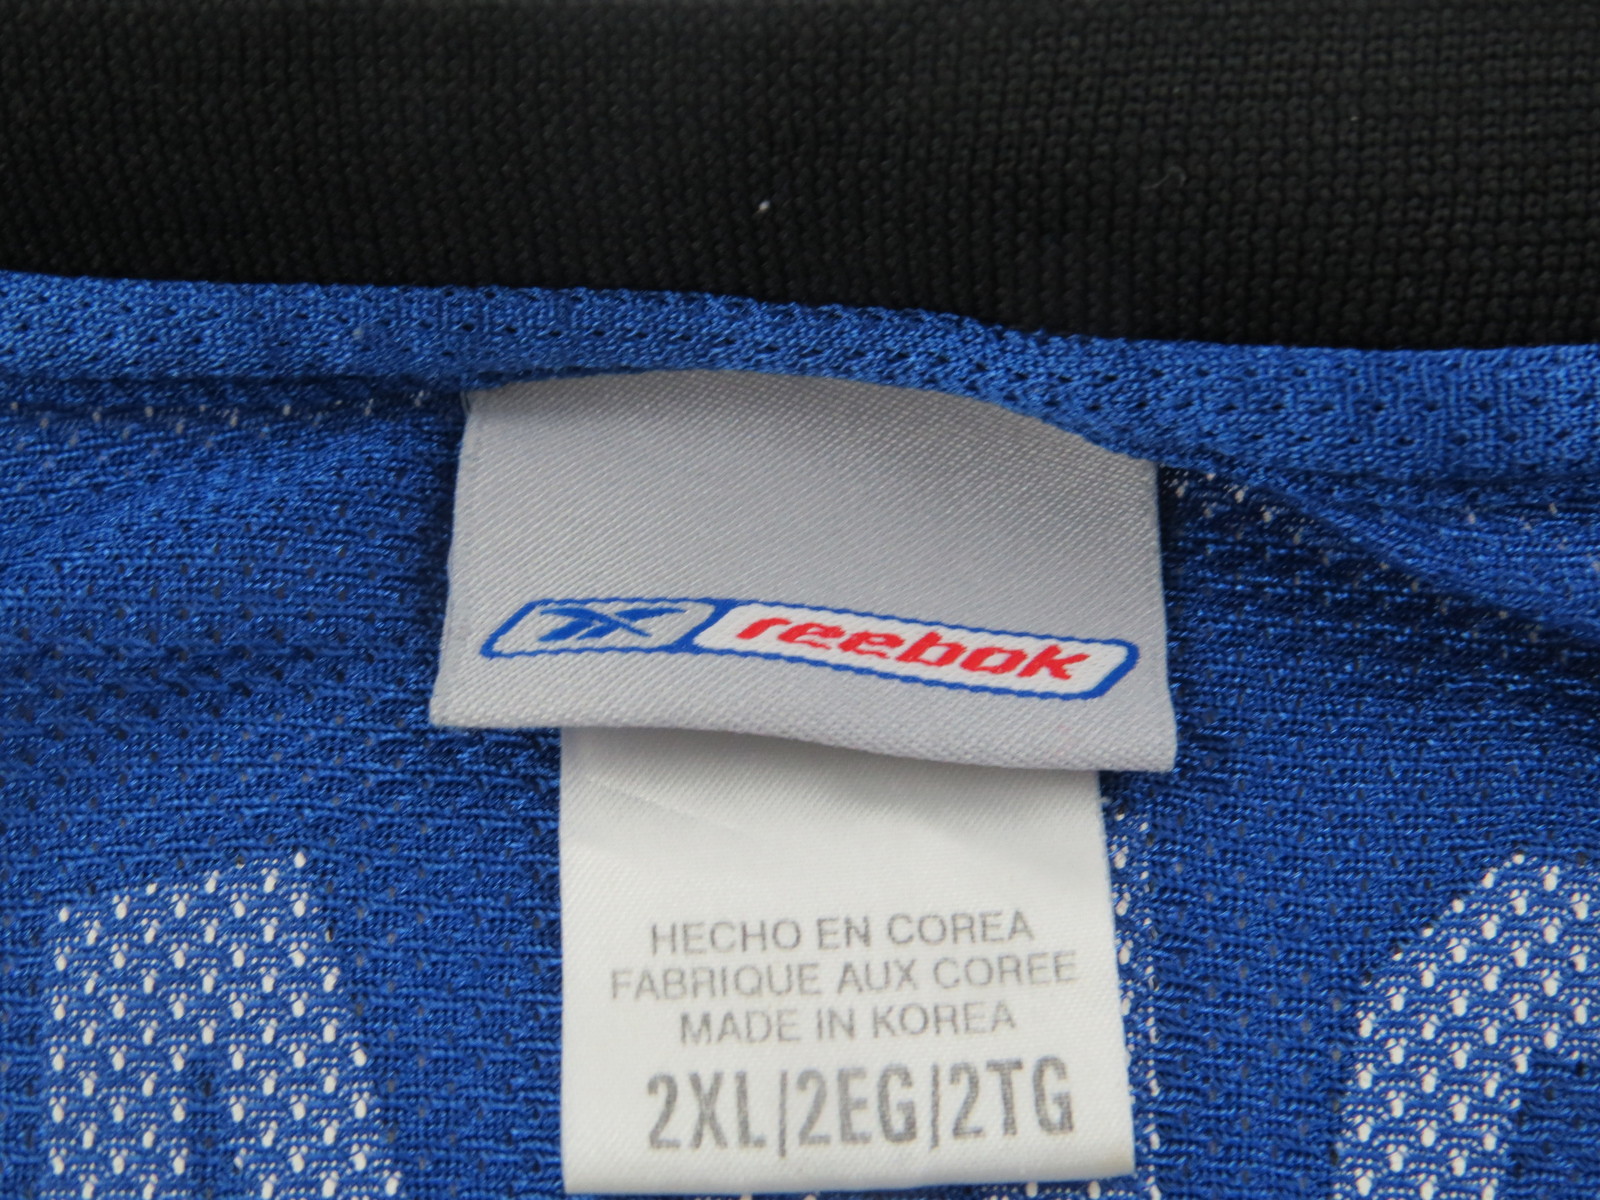 reebok
HECHO EN COREA
FABRIQUE AUX COREE
MADE IN KOREA
2XL/2EG/2TG